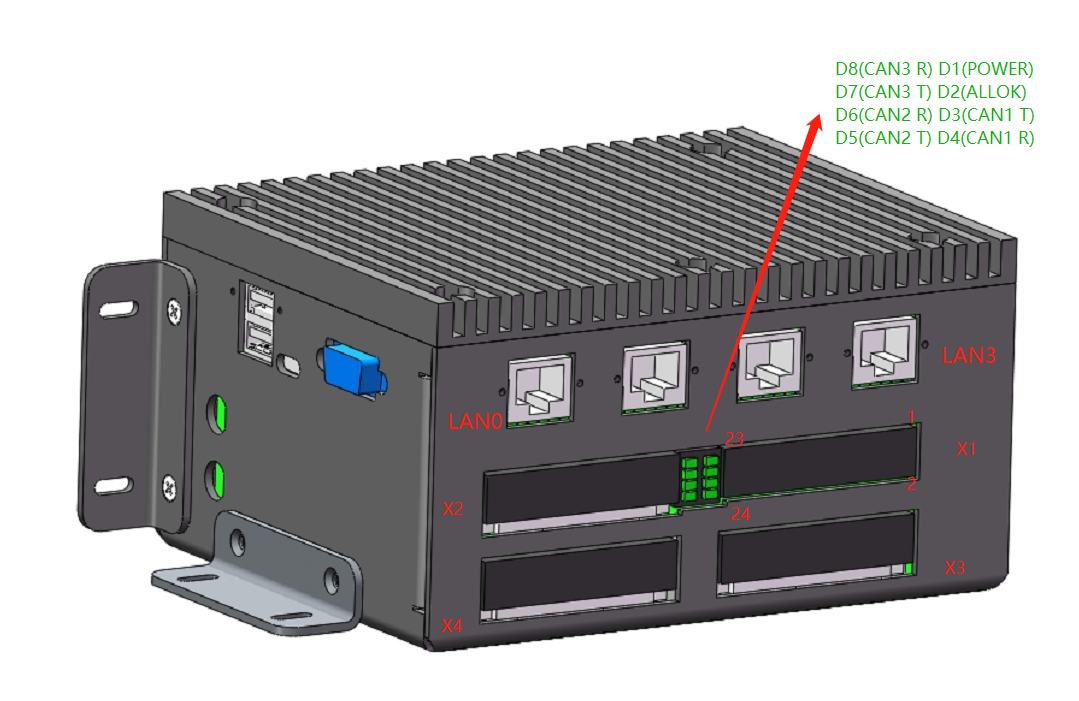 D8(CAN3 R) D1(POWER)
D7(CAN3 T) D2(ALLOK)
D6(CAN2 R) D3(CAN1 T)
D5(CAN2 T) D4(CAN1 R)
LAN3
LAN0
1
23
X1
2
X2
24
X3
X4